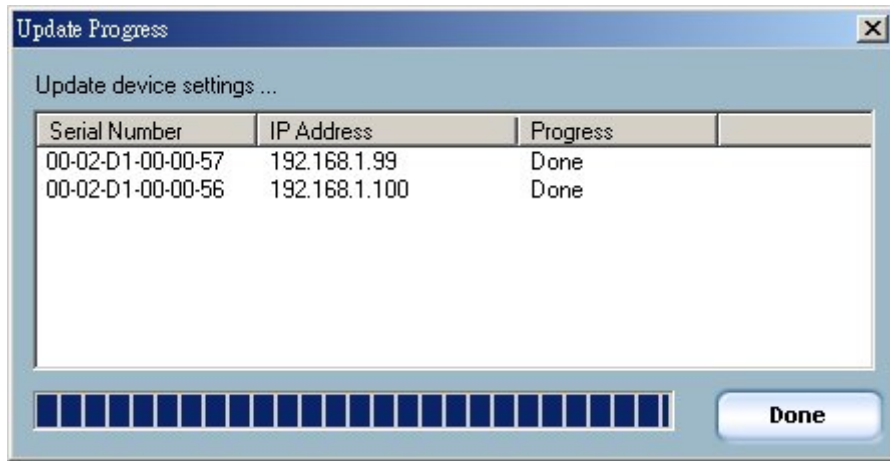 Update Progress
Update device settings ...
Serial Number IP Address Progress
00-02-D1-00-00-57 192.168.1.99 Done
00-02-D1-00-00-56 192.168.1.100 Done
Done